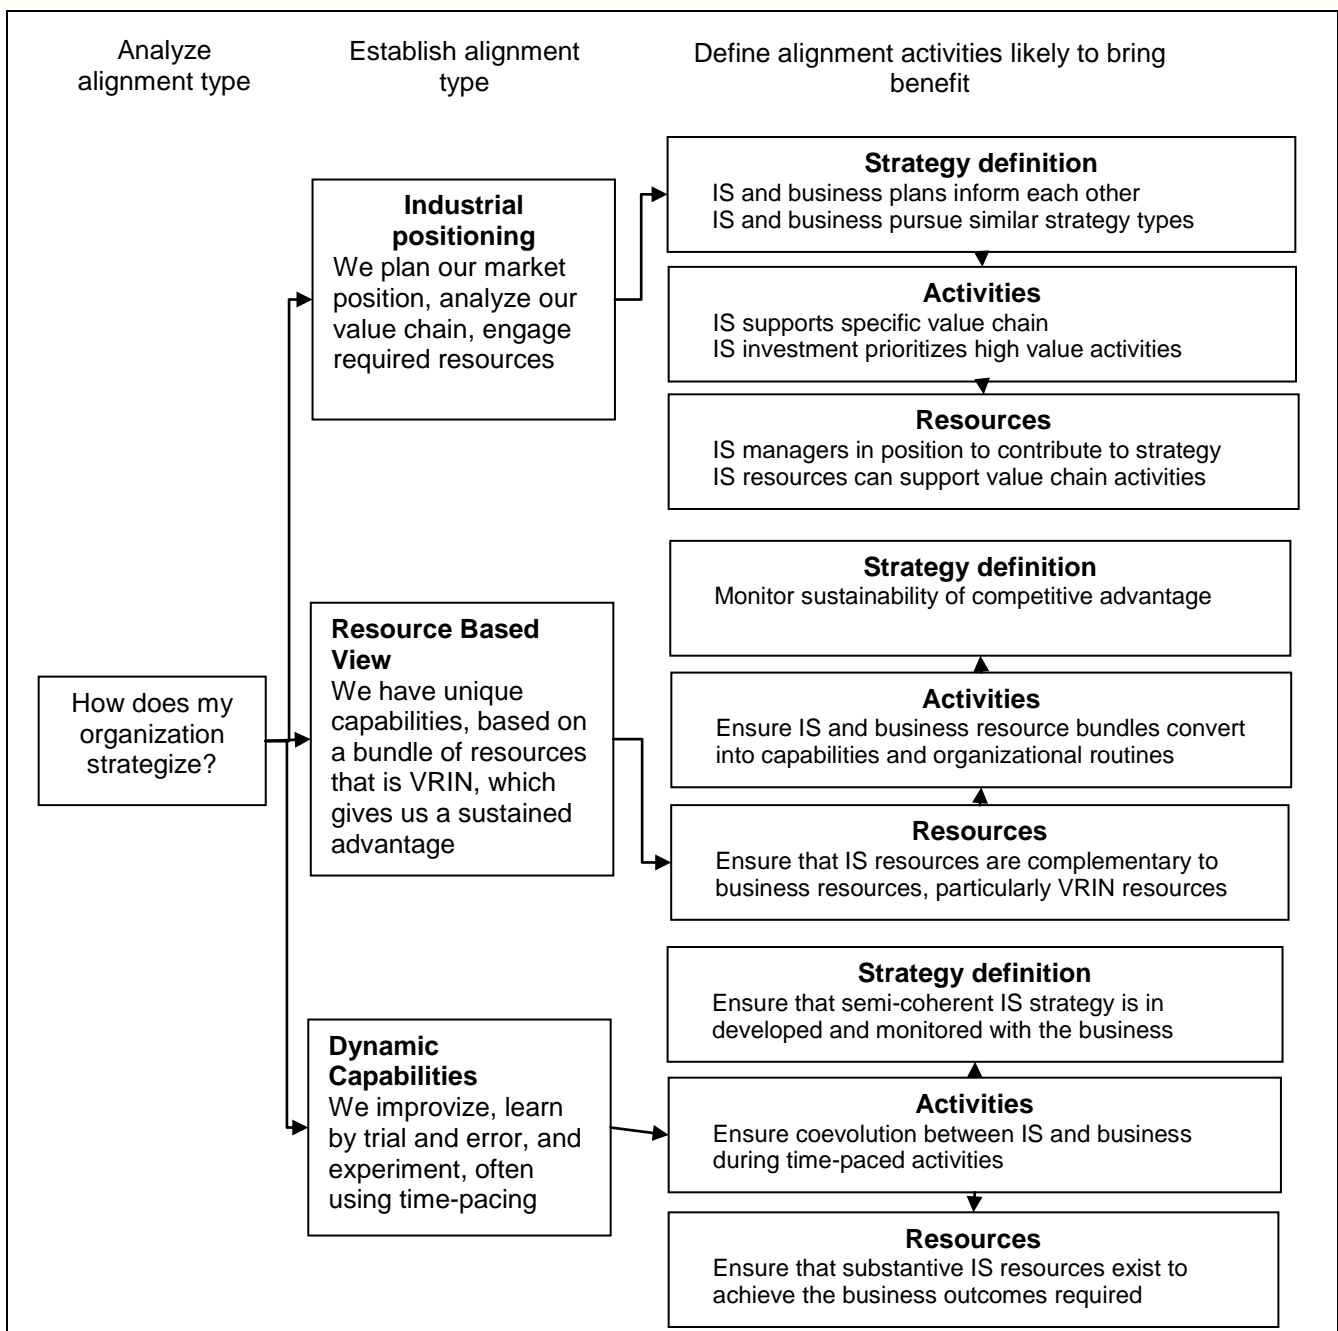 Analyze
alignment type
Establish alignment
type
Define alignment activities likely to bring
benefit
How does my
organization
strategize?
Industrial
positioning
We plan our market
position, analyze our
value chain, engage
required resources
Strategy definition
IS and business plans inform each other
IS and business pursue similar strategy types
Activities
IS supports specific value chain
IS investment prioritizes high value activities
Resources
IS managers in position to contribute to strategy
IS resources can support value chain activities
Resource Based
View
We have unique
capabilities, based on
a bundle of resources
that is VRIN, which
gives us a sustained
advantage
Strategy definition
Monitor sustainability of competitive advantage
Activities
Ensure IS and business resource bundles convert
into capabilities and organizational routines
Resources
Ensure that IS resources are complementary to
business resources, particularly VRIN resources
Dynamic
Capabilities
We improvize, learn
by trial and error, and
experiment, often
using time-pacing
Strategy definition
Ensure that semi-coherent IS strategy is in
developed and monitored with the business
Activities
Ensure coevolution between IS and business
during time-paced activities
Resources
Ensure that substantive IS resources exist to
achieve the business outcomes required